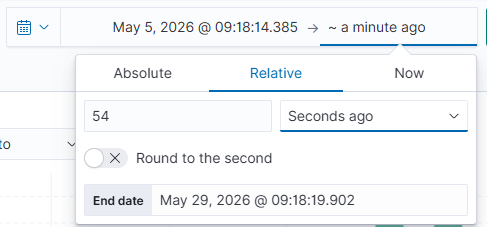 May 5, 2026 @ 09:18:14.385 → ~ a minute ago
Absolute Relative Now
54 Seconds ago
to
Round to the second
End date May 29, 2026 @ 09:18:19.902